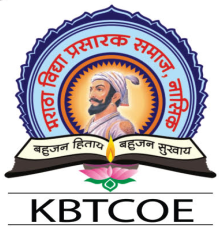 मराठा विद्या प्रसारक समाज, नासिक
बहुजन हिताय बहुजन सुखाय
KBTCOE